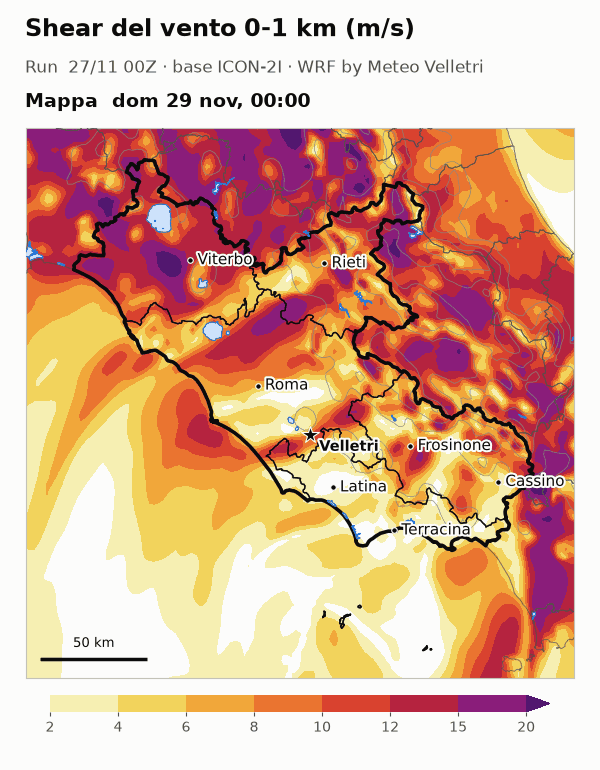 Shear del vento 0-1 km (m/s)
Run  27/11 00Z · base ICON-2I · WRF by Meteo Velletri
Mappa  dom 29 nov, 00:00
Viterbo
Rieti
Roma
Velletri
Frosinone
Cassino
Latina
Terracina
50 km
2 4 6 8 10 12 15 20